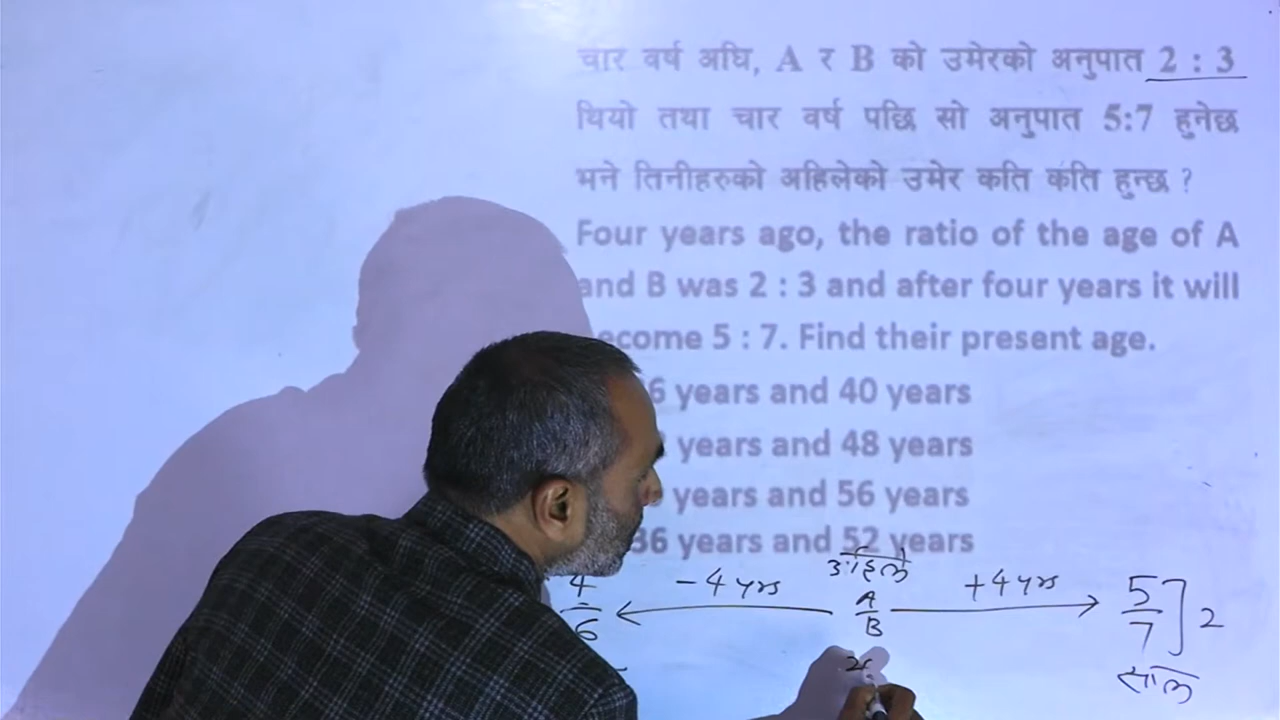 चार वर्ष अघि, A र B को उमेरको अनुपात 2 : 3
थियो तथा चार वर्ष पछि सो अनुपात 5:7 हुनेछ
भने तिनीहरुको अहिलेको उमेर कति कति हुन्छ ?
Four years ago, the ratio of the age of A
and B was 2 : 3 and after four years it will
become 5 : 7. Find their present age.
6 years and 40 years
years and 48 years
years and 56 years
36 years and 52 years
अहिले
4 -4 yrs A +4 yrs 5
6 B 7 2